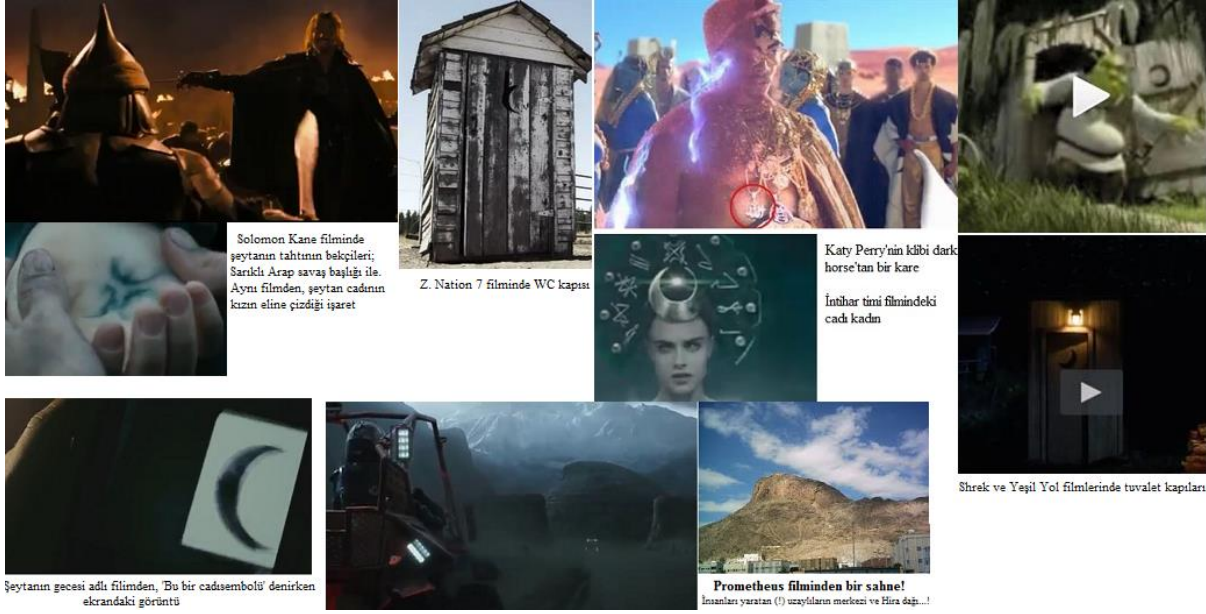 Solomon Kane filminde
şeytanın tahtının bekçileri;
Sarıklı Arap savaş başlığı ile.
Aynı filmden, şeytan cadının
kızın eline çizdiği işaret
Z. Nation 7 filminde WC kapısı
Katy Perry'nin klibi dark
horse'tan bir kare
İntihar timi filmindeki
cadı kadın
Shrek ve Yeşil Yol filmlerinde tuvalet kapıları
Şeytanın gecesi adlı filimden, 'Bu bir cadısembolü' denirken
ekrandaki görüntü
Prometheus filminden bir sahne!
İnsanları yaratan (!) uzaylıların merkezi ve Hira dağı...!